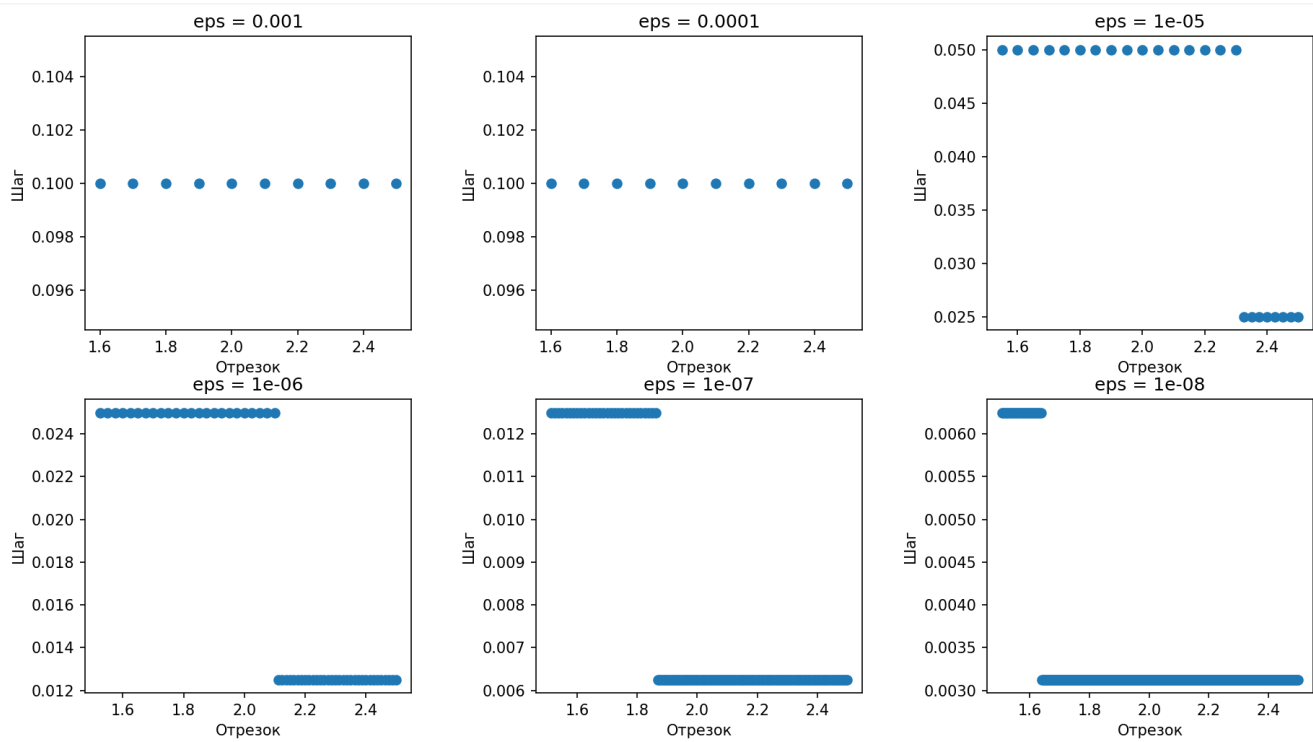 eps = 0.001
0.104
0.102
0.100
0.098
0.096
Шаг
1.6 1.8 2.0 2.2 2.4
Отрезок
eps = 0.0001
0.104
0.102
0.100
0.098
0.096
Шаг
1.6 1.8 2.0 2.2 2.4
Отрезок
eps = 1e-05
0.050
0.045
0.040
0.035
0.030
0.025
Шаг
1.6 1.8 2.0 2.2 2.4
Отрезок
eps = 1e-06
0.024
0.022
0.020
0.018
0.016
0.014
0.012
Шаг
1.6 1.8 2.0 2.2 2.4
Отрезок
eps = 1e-07
0.012
0.011
0.010
0.009
0.008
0.007
0.006
Шаг
1.6 1.8 2.0 2.2 2.4
Отрезок
eps = 1e-08
0.0060
0.0055
0.0050
0.0045
0.0040
0.0035
0.0030
Шаг
1.6 1.8 2.0 2.2 2.4
Отрезок